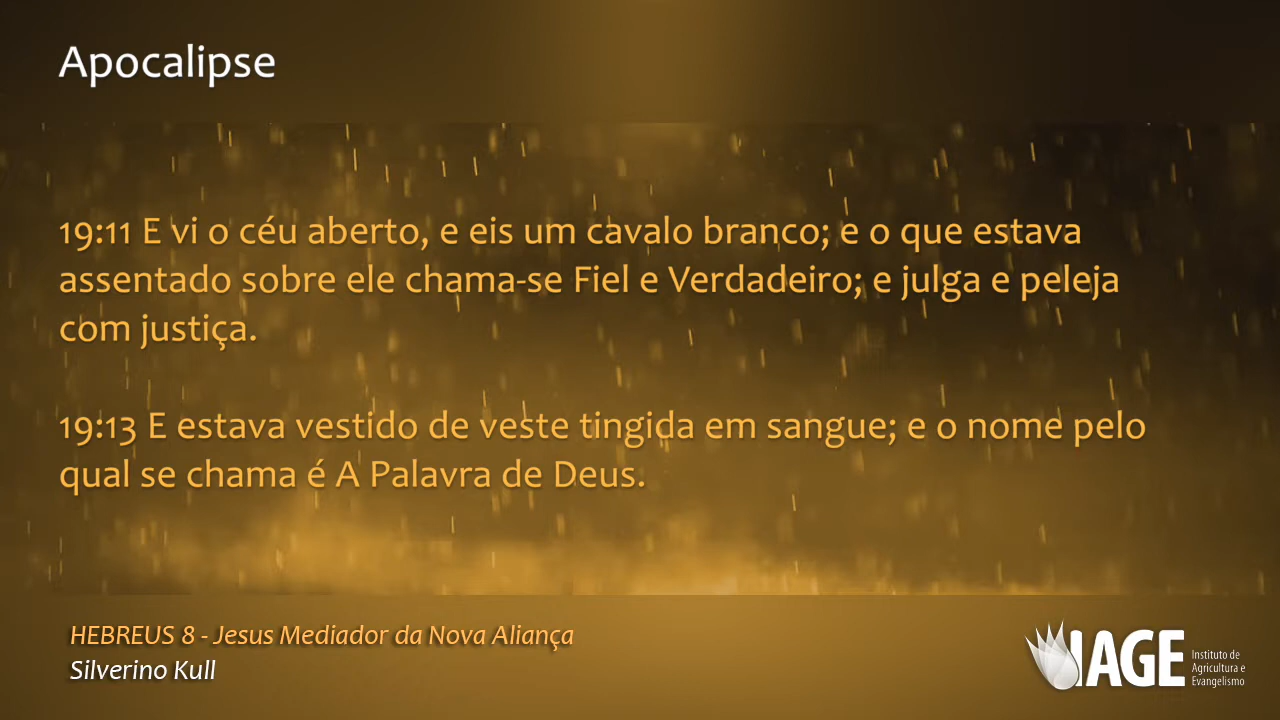 Apocalipse
19:11 E vi o céu aberto, e eis um cavalo branco; e o que estava
assentado sobre ele chama-se Fiel e Verdadeiro; e julga e peleja
com justiça.
19:13 E estava vestido de veste tingida em sangue; e o nome pelo
qual se chama é A Palavra de Deus.
HEBREUS 8 - Jesus Mediador da Nova Aliança
Silverino Kull
IAGE
Instituto de
Agricultura e
Evangelismo